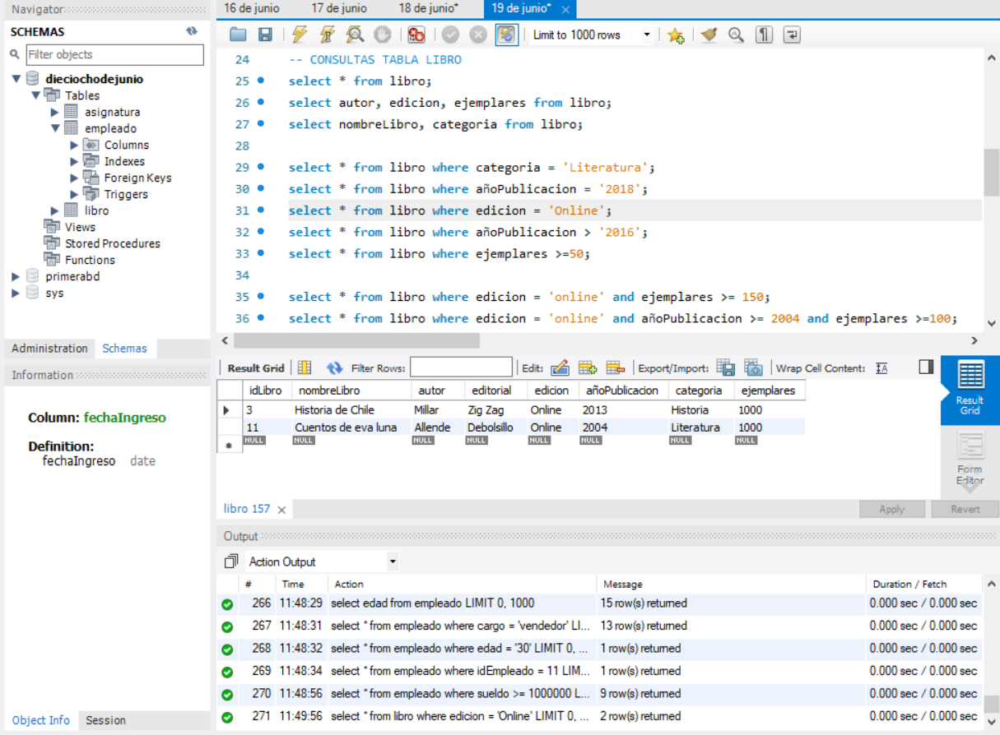 Navigator
SCHEMAS
Filter objects
dieciochodejunio
Tables
asignatura
empleado
Columns
Indexes
Foreign Keys
Triggers
libro
Views
Stored Procedures
Functions
primerabd
sys
Administration Schemas
Information
Column: fechaIngreso
Definition:
fechaIngreso date
Object Info Session
16 de junio 17 de junio 18 de junio* 19 de junio*
Limit to 1000 rows
24 -- CONSULTAS TABLA LIBRO
25 select * from libro;
26 select autor, edicion, ejemplares from libro;
27 select nombreLibro, categoria from libro;
28
29 select * from libro where categoria = 'Literatura';
30 select * from libro where añoPublicacion = '2018';
31 select * from libro where edicion = 'Online';
32 select * from libro where añoPublicacion > '2016';
33 select * from libro where ejemplares >=50;
34
35 select * from libro where edicion = 'online' and ejemplares >= 150;
36 select * from libro where edicion = 'online' and añoPublicacion >= 2004 and ejemplares >=100;
Result Grid Filter Rows: Edit: Export/Import: Wrap Cell Content:
idLibro nombreLibro autor editorial edicion añoPublicacion categoria ejemplares
3 Historia de Chile Millar Zig Zag Online 2013 Historia 1000
11 Cuentos de eva luna Allende Debolsillo Online 2004 Literatura 1000
NULL NULL NULL NULL NULL NULL NULL NULL
Result
Grid
Form
Editor
libro 157 Apply Revert
Output
Action Output
# Time Action Message Duration / Fetch
266 11:48:29 select edad from empleado LIMIT 0, 1000 15 row(s) returned 0.000 sec / 0.000 sec
267 11:48:31 select * from empleado where cargo = 'vendedor' LI... 13 row(s) returned 0.000 sec / 0.000 sec
268 11:48:32 select * from empleado where edad = '30' LIMIT 0, ... 1 row(s) returned 0.000 sec / 0.000 sec
269 11:48:34 select * from empleado where idEmpleado = 11 LIM... 1 row(s) returned 0.000 sec / 0.000 sec
270 11:48:56 select * from empleado where sueldo >= 1000000 L... 9 row(s) returned 0.000 sec / 0.000 sec
271 11:49:56 select * from libro where edicion = 'Online' LIMIT 0, ... 2 row(s) returned 0.000 sec / 0.000 sec